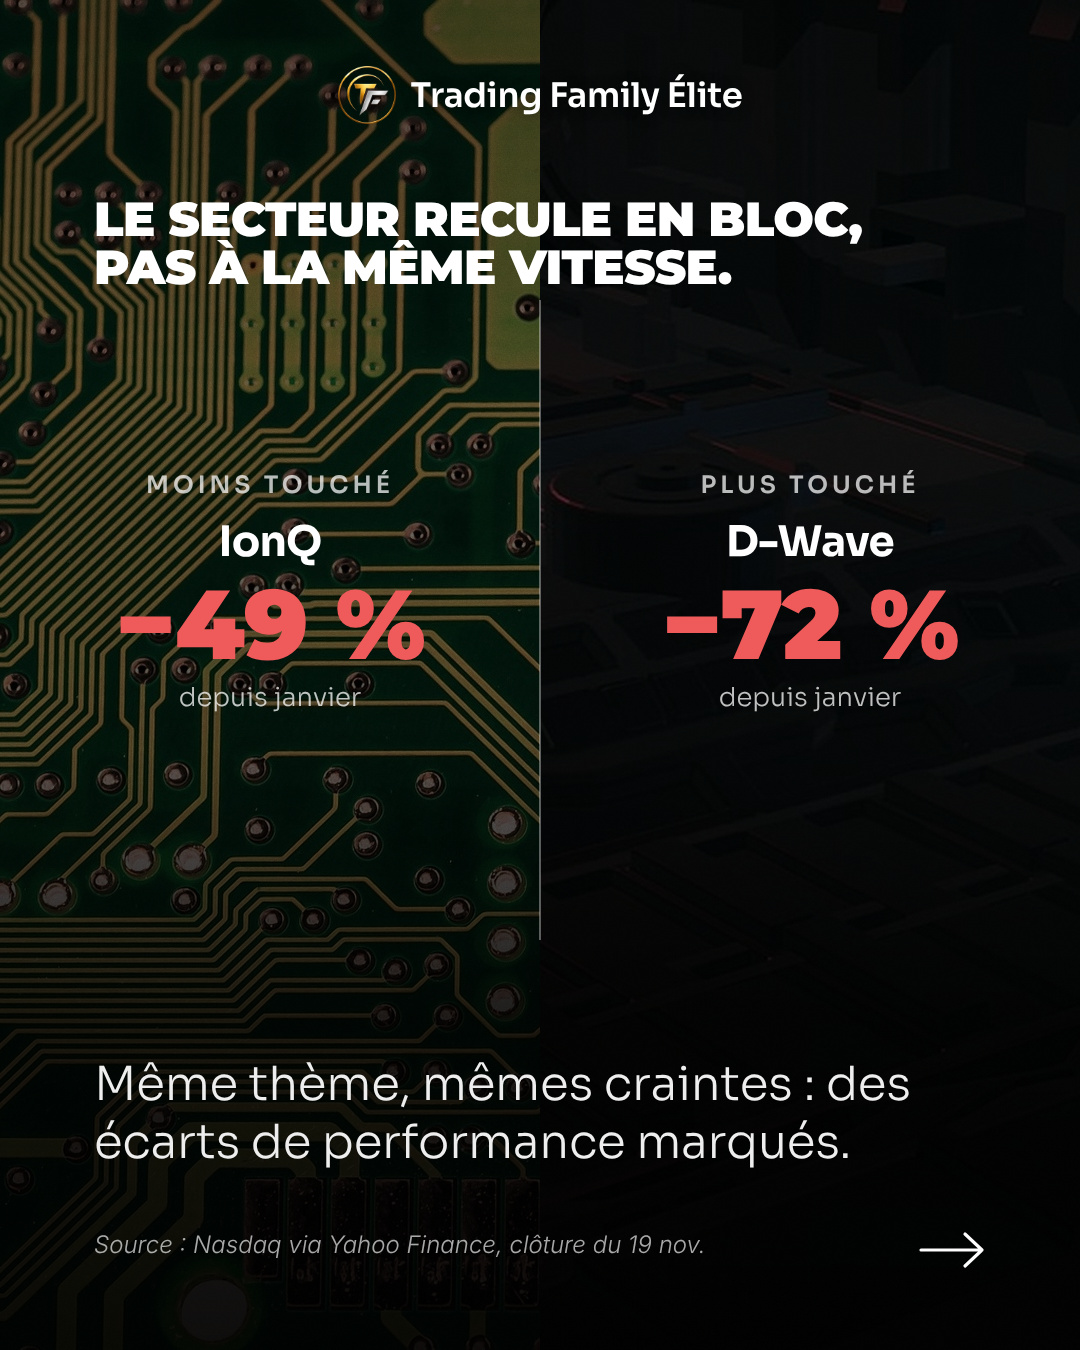 TF Trading Family Élite
LE SECTEUR RECULE EN BLOC,
PAS À LA MÊME VITESSE.
MOINS TOUCHÉ
IonQ
−49 %
depuis janvier
PLUS TOUCHÉ
D-Wave
−72 %
depuis janvier
Même thème, mêmes craintes : des
écarts de performance marqués.
Source : Nasdaq via Yahoo Finance, clôture du 19 nov.